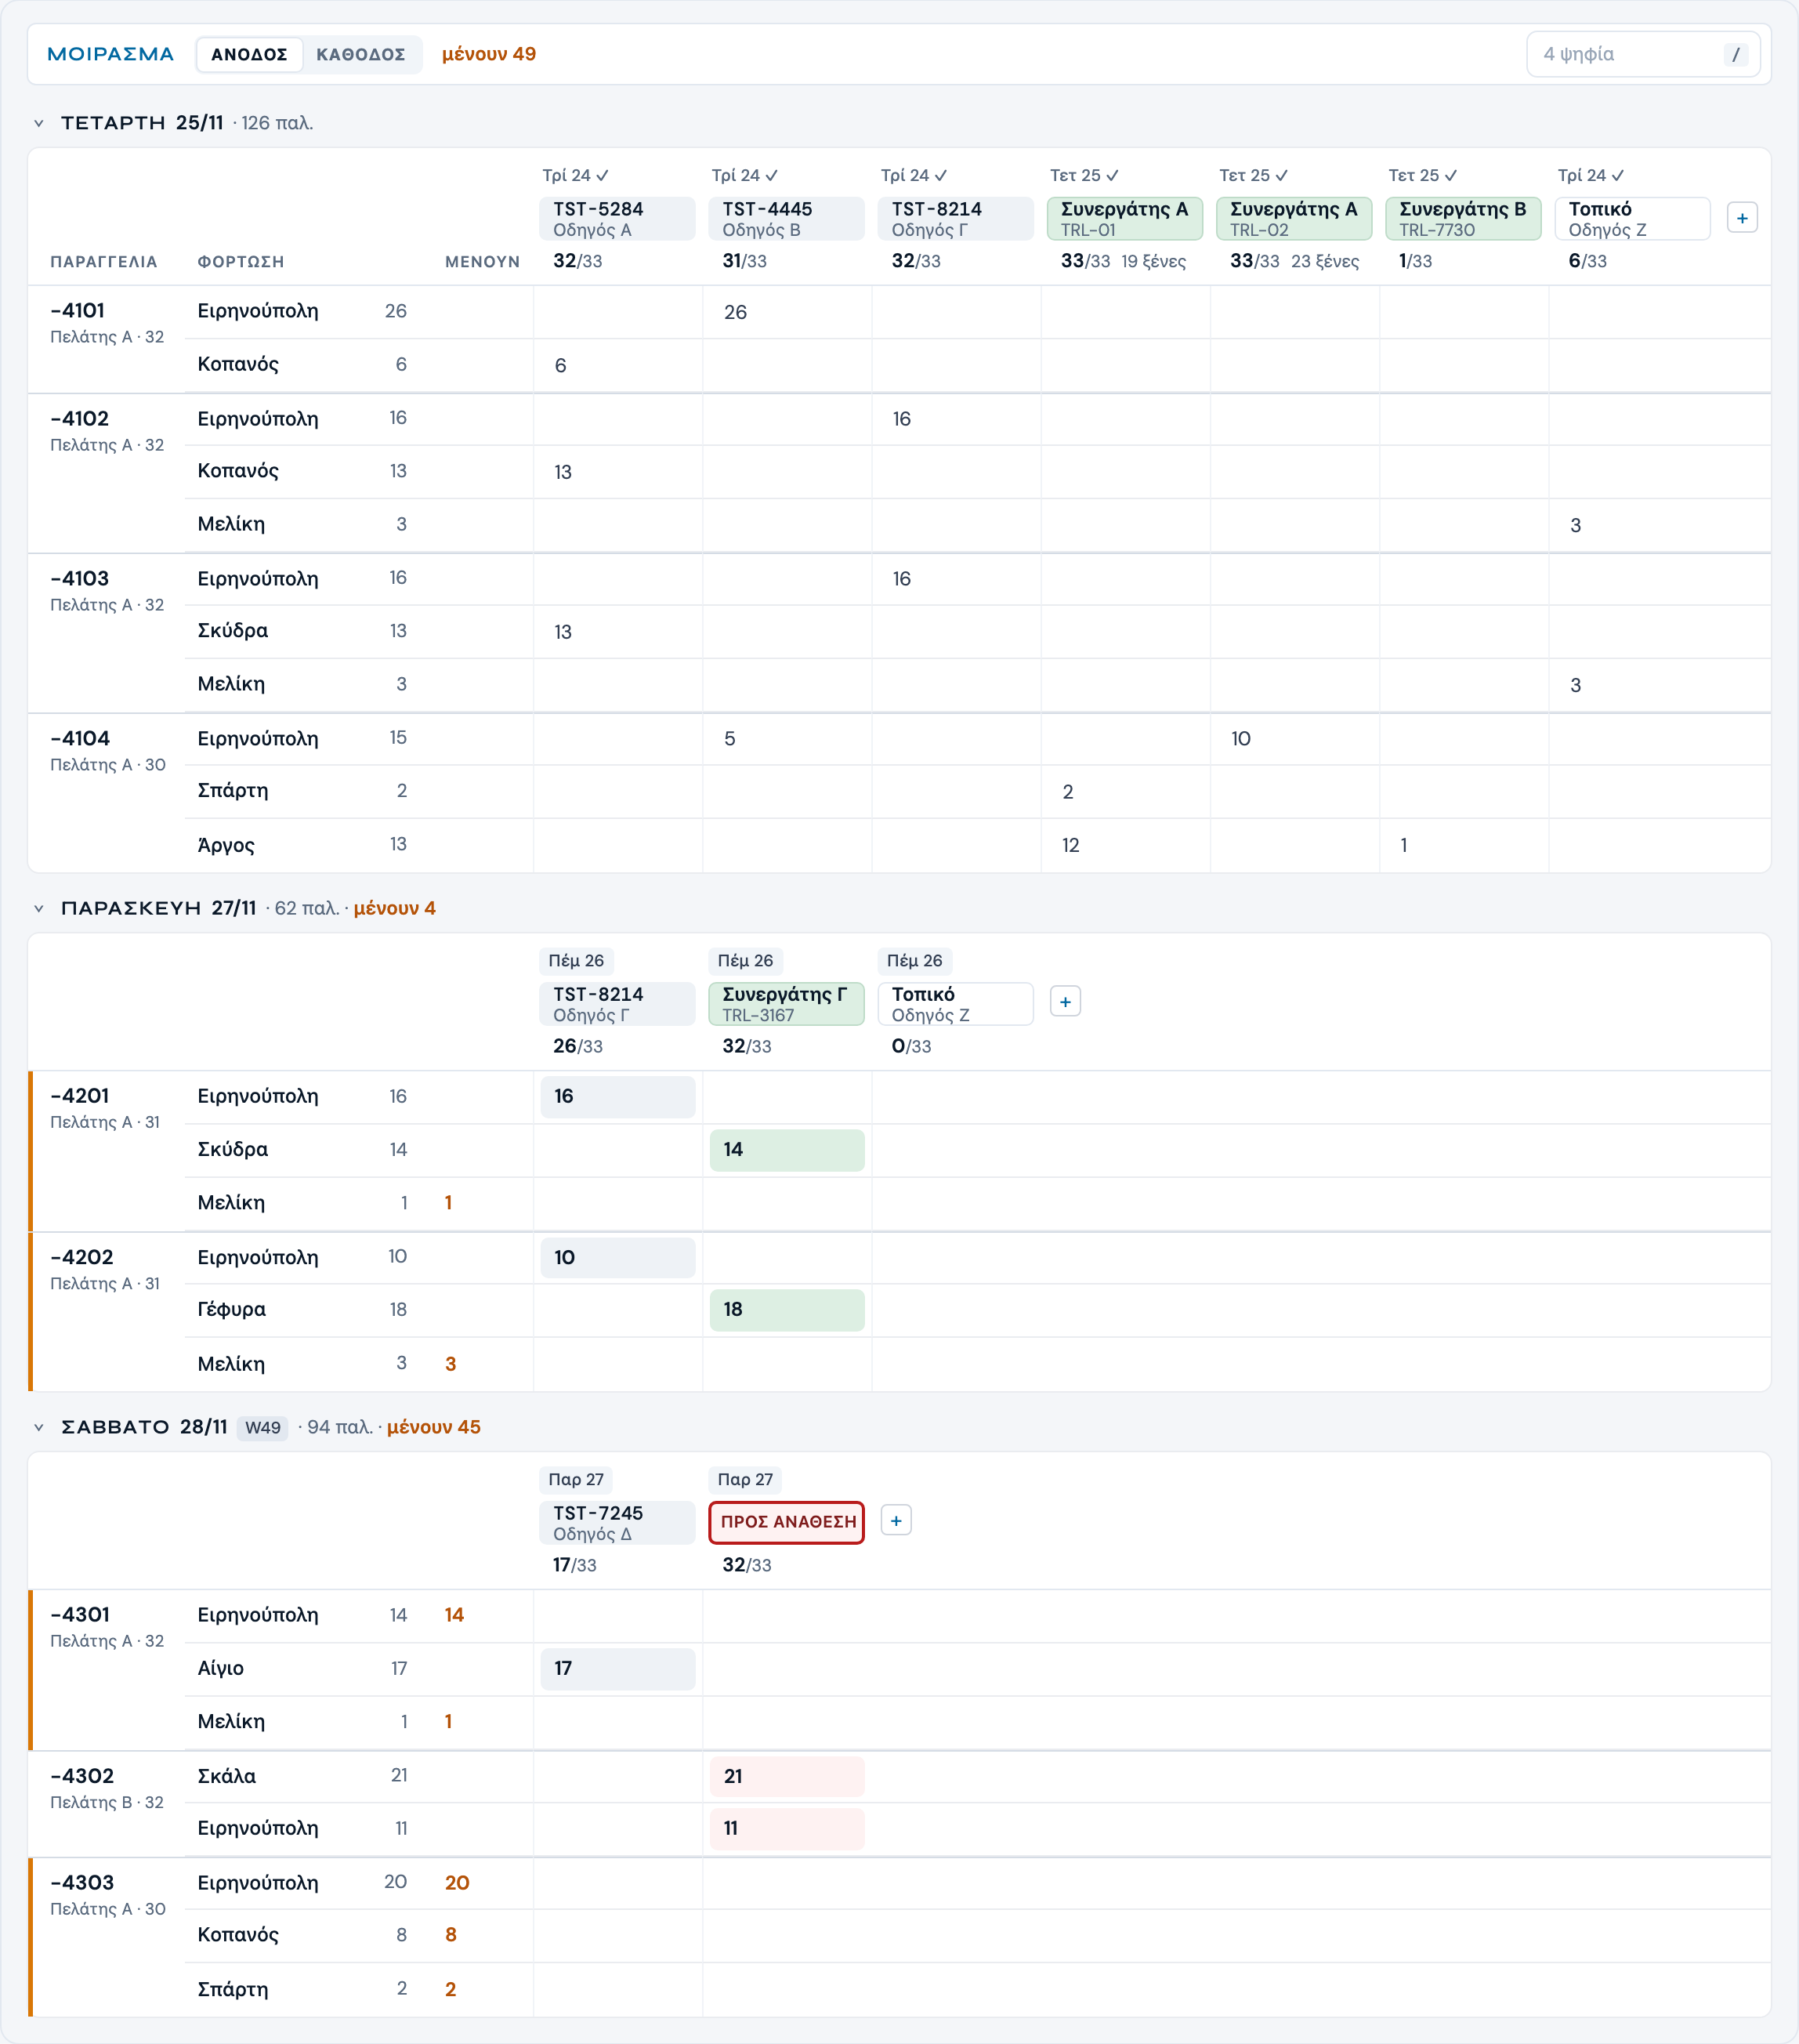 ΜΟΙΡΑΣΜΑ ΑΝΟΔΟΣ ΚΑΘΟΔΟΣ μένουν 49 4 ψηφία /
ΤΕΤΑΡΤΗ 25/11 · 126 παλ.
Τρί 24 ✓ Τρί 24 ✓ Τρί 24 ✓ Τετ 25 ✓ Τετ 25 ✓ Τετ 25 ✓ Τρί 24 ✓
TST-5284 TST-4445 TST-8214 Συνεργάτης Α Συνεργάτης Α Συνεργάτης Β Τοπικό +
Οδηγός Α Οδηγός Β Οδηγός Γ TRL-01 TRL-02 TRL-7730 Οδηγός Ζ
ΠΑΡΑΓΓΕΛΙΑ ΦΟΡΤΩΣΗ ΜΕΝΟΥΝ 32/33 31/33 32/33 33/33 19 ξένες 33/33 23 ξένες 1/33 6/33
-4101 Ειρηνούπολη 26 26
Πελάτης Α · 32
Κοπανός 6 6
-4102 Ειρηνούπολη 16 16
Πελάτης Α · 32
Κοπανός 13 13
Μελίκη 3 3
-4103 Ειρηνούπολη 16 16
Πελάτης Α · 32
Σκύδρα 13 13
Μελίκη 3 3
-4104 Ειρηνούπολη 15 5 10
Πελάτης Α · 30
Σπάρτη 2 2
Άργος 13 12 1
ΠΑΡΑΣΚΕΥΗ 27/11 · 62 παλ. · μένουν 4
Πέμ 26 Πέμ 26 Πέμ 26
TST-8214 Συνεργάτης Γ Τοπικό +
Οδηγός Γ TRL-3167 Οδηγός Ζ
26/33 32/33 0/33
-4201 Ειρηνούπολη 16 16
Πελάτης Α · 31
Σκύδρα 14 14
Μελίκη 1 1
-4202 Ειρηνούπολη 10 10
Πελάτης Α · 31
Γέφυρα 18 18
Μελίκη 3 3
ΣΑΒΒΑΤΟ 28/11 W49 · 94 παλ. · μένουν 45
Παρ 27 Παρ 27
TST-7245 ΠΡΟΣ ΑΝΑΘΕΣΗ +
Οδηγός Δ
17/33 32/33
-4301 Ειρηνούπολη 14 14
Πελάτης Α · 32
Αίγιο 17 17
Μελίκη 1 1
-4302 Σκάλα 21 21
Πελάτης Β · 32
Ειρηνούπολη 11 11
-4303 Ειρηνούπολη 20 20
Πελάτης Α · 30
Κοπανός 8 8
Σπάρτη 2 2